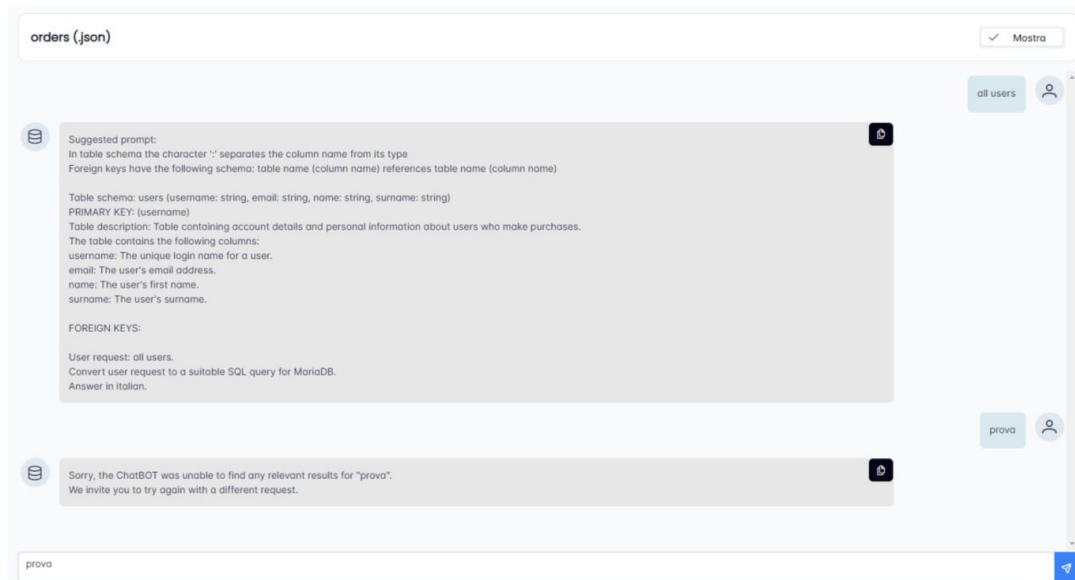 orders (.json)
Mostra
all users
Suggested prompt:
In table schema the character ':' separates the column name from its type
Foreign keys have the following schema: table name (column name) references table name (column name)
Table schema: users (username: string, email: string, name: string, surname: string)
PRIMARY KEY: (username)
Table description: Table containing account details and personal information about users who make purchases.
The table contains the following columns:
username: The unique login name for a user.
email: The user's email address.
name: The user's first name.
surname: The user's surname.
FOREIGN KEYS:
User request: all users.
Convert user request to a suitable SQL query for MariaDB.
Answer in italian.
prova
Sorry, the ChatBOT was unable to find any relevant results for "prova".
We invite you to try again with a different request.
prova